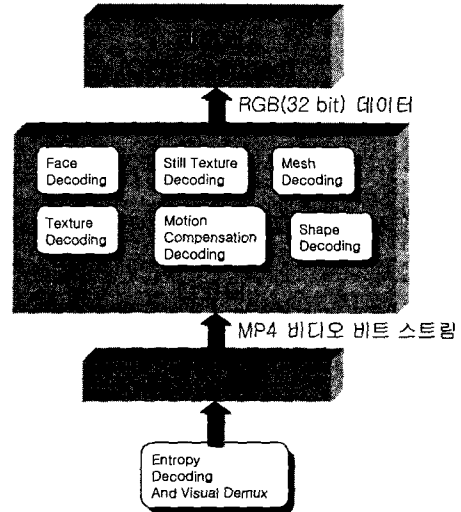 RGB(32 bit) 데이터
Face
Decoding
Still Texture
Decoding
Mesh
Decoding
Texture
Decoding
Motion
Compensation
Decoding
Shape
Decoding
MP4 비디오 비트 스트림
Entropy
Decoding
And Visual Demux